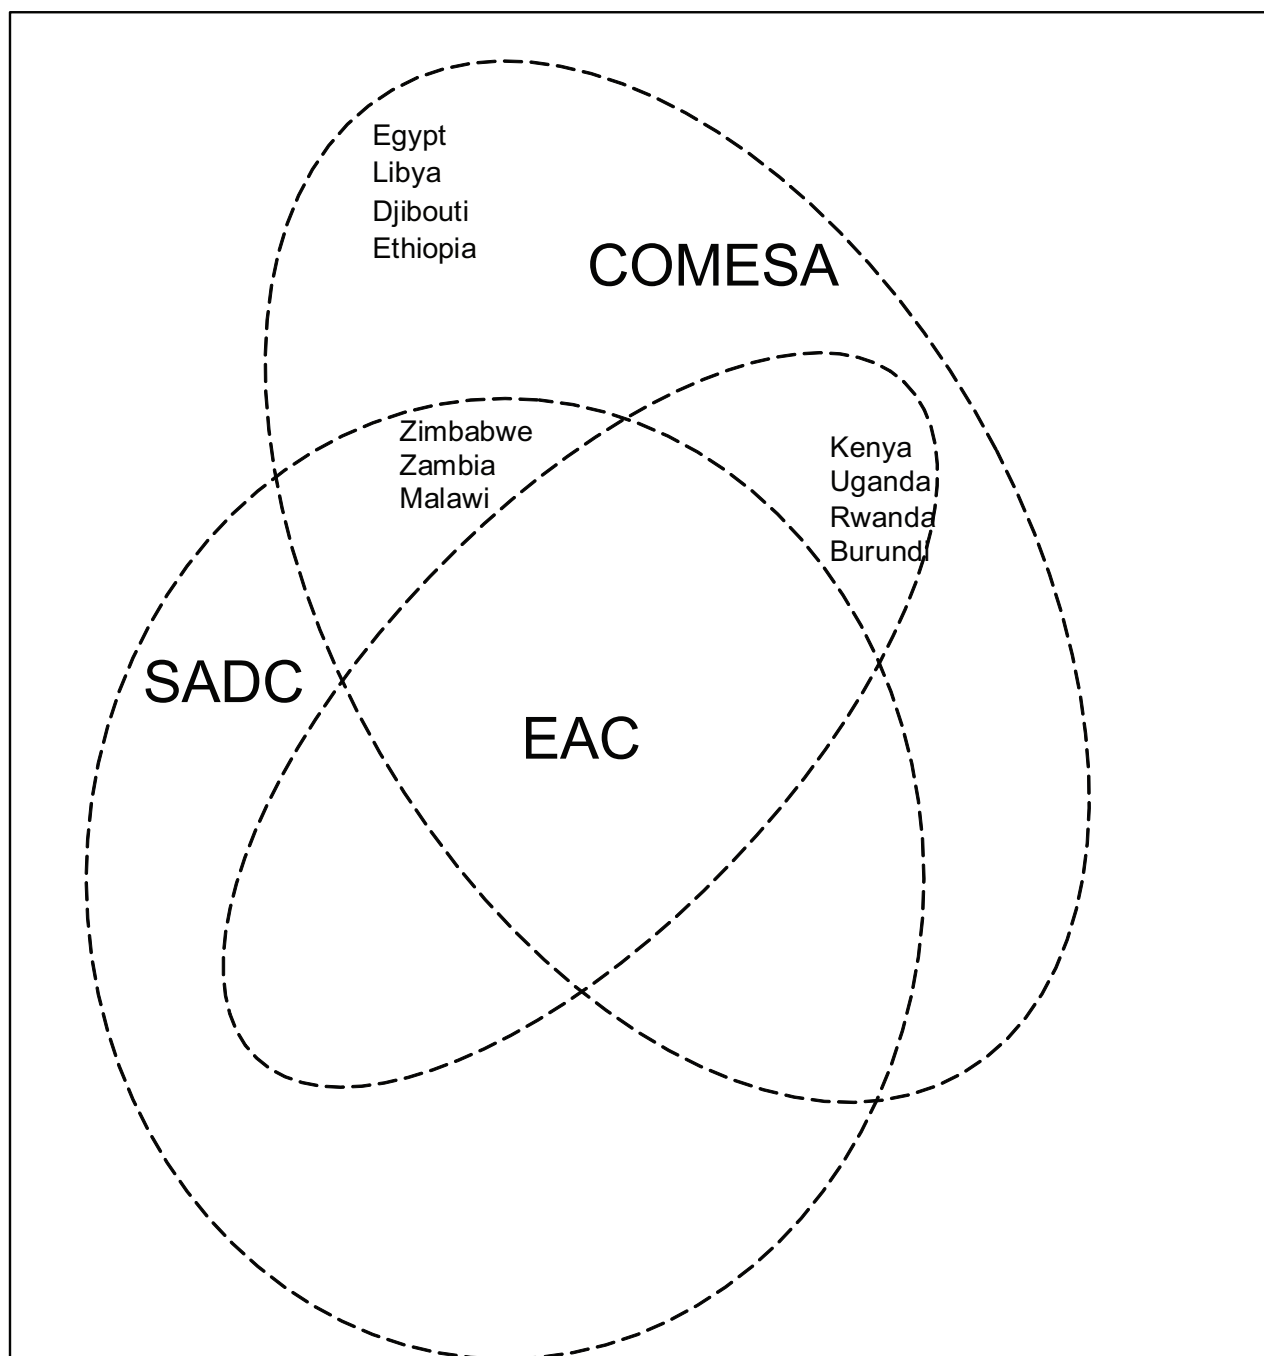 Egypt
Libya
Djibouti
Ethiopia
COMESA
Zimbabwe
Zambia
Malawi
Kenya
Uganda
Rwanda
Burundi
SADC
EAC